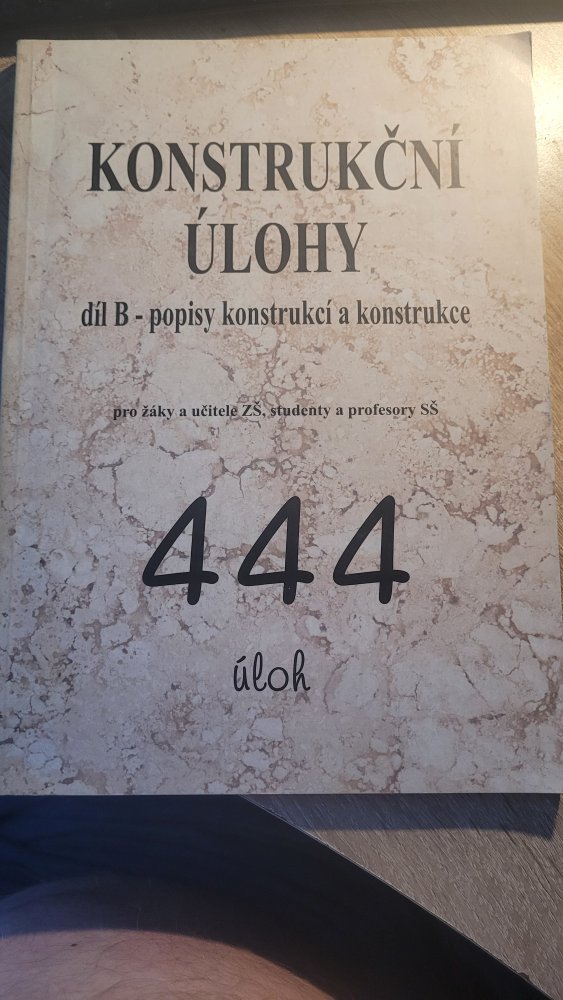 KONSTRUKČNÍ
ÚLOHY
díl B - popisy konstrukcí a konstrukce
pro žáky a učitele ZŠ, studenty a profesory SŠ
444
úloh